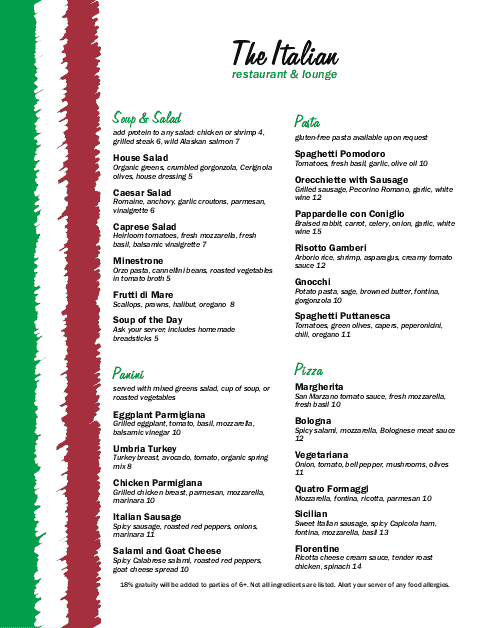 The Italian
restaurant & lounge
Soup & Salad
add protein to any salad: chicken or shrimp 4,
grilled steak 6, wild Alaskan salmon 7
House Salad
Organic greens, crumbled gorgonzola, Cerignola
olives, house dressing 5
Caesar Salad
Romaine, anchovy, garlic croutons, parmesan,
vinaigrette 6
Caprese Salad
Heirloom tomatoes, fresh mozzarella, fresh
basil, balsamic vinaigrette 7
Minestrone
Orzo pasta, cannellini beans, roasted vegetables
in tomato broth 5
Frutti di Mare
Scallops, prawns, halibut, oregano 8
Soup of the Day
Ask your server, includes homemade
breadsticks 5
Panini
served with mixed greens salad, cup of soup, or
roasted vegetables
Eggplant Parmigiana
Grilled eggplant, tomato, basil, mozzarella,
balsamic vinegar 10
Umbria Turkey
Turkey breast, avocado, tomato, organic spring
mix 8
Chicken Parmigiana
Grilled chicken breast, parmesan, mozzarella,
marinara 10
Italian Sausage
Spicy sausage, roasted red peppers, onions,
marinara 11
Salami and Goat Cheese
Spicy Calabrese salami, roasted red peppers,
goat cheese spread 10
Pasta
gluten-free pasta available upon request
Spaghetti Pomodoro
Tomatoes, fresh basil, garlic, olive oil 10
Orecchiette with Sausage
Grilled sausage, Pecorino Romano, garlic, white
wine 12
Pappardelle con Coniglio
Braised rabbit, carrot, celery, onion, garlic, white
wine 15
Risotto Gamberi
Arborio rice, shrimp, asparagus, creamy tomato
sauce 12
Gnocchi
Potato pasta, sage, browned butter, fontina,
gorgonzola 10
Spaghetti Puttanesca
Tomatoes, green olives, capers, peperonicini,
chili, oregano 11
Pizza
Margherita
San Marzano tomato sauce, fresh mozzarella,
fresh basil 10
Bologna
Spicy salami, mozzarella, Bolognese meat sauce
12
Vegetariana
Onion, tomato, bell pepper, mushrooms, olives
11
Quatro Formaggi
Mozzarella, fontina, ricotta, parmesan 10
Sicilian
Sweet Italian sausage, spicy Capicola ham,
fontina, mozzarella, basil 13
Florentine
Ricotta cheese cream sauce, tender roast
chicken, spinach 14
18% gratuity will be added to parties of 6+. Not all ingredients are listed. Alert your server of any food allergies.